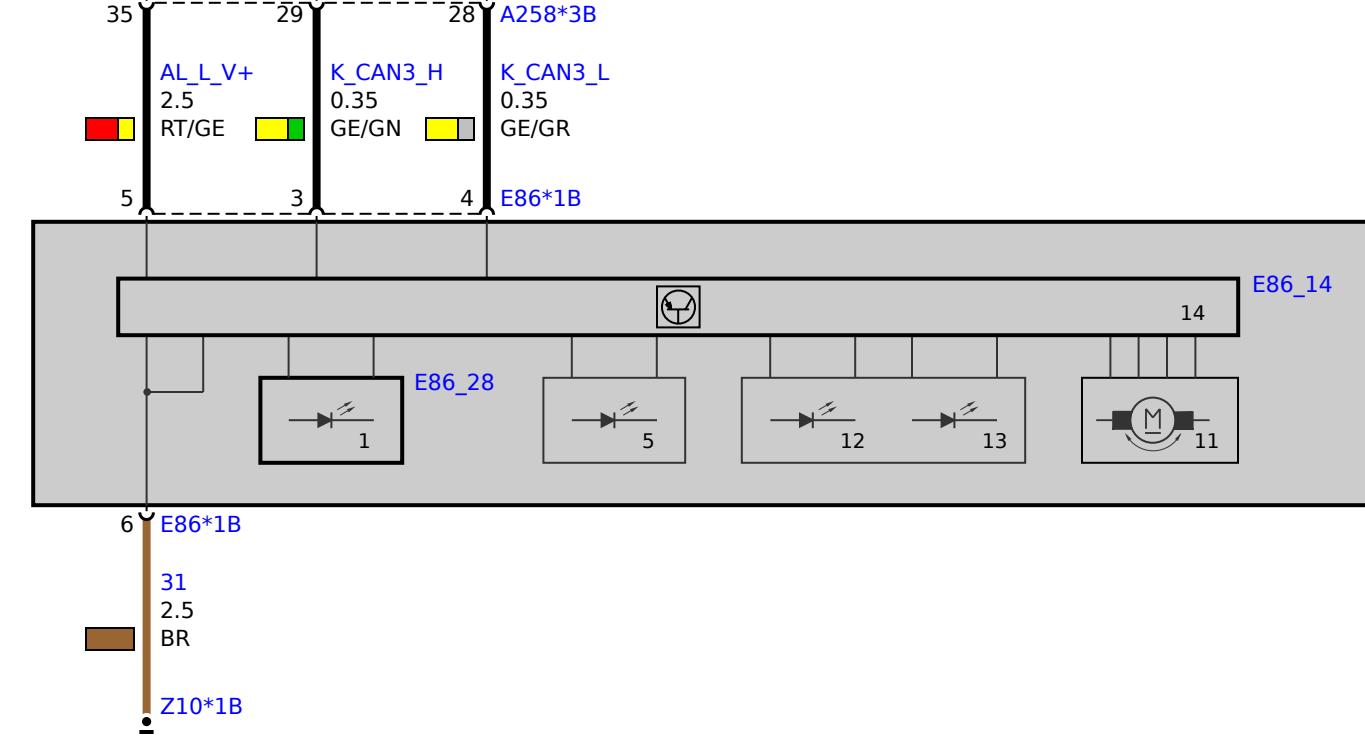 35 29 28 A258*3B
AL_L_V+ K_CAN3_H K_CAN3_L
2.5 0.35 0.35
RT/GE GE/GN GE/GR
5 3 4 E86*1B
E86_14
14
E86_28
1 5 12 13 M 11
6 E86*1B
31
2.5
BR
Z10*1B